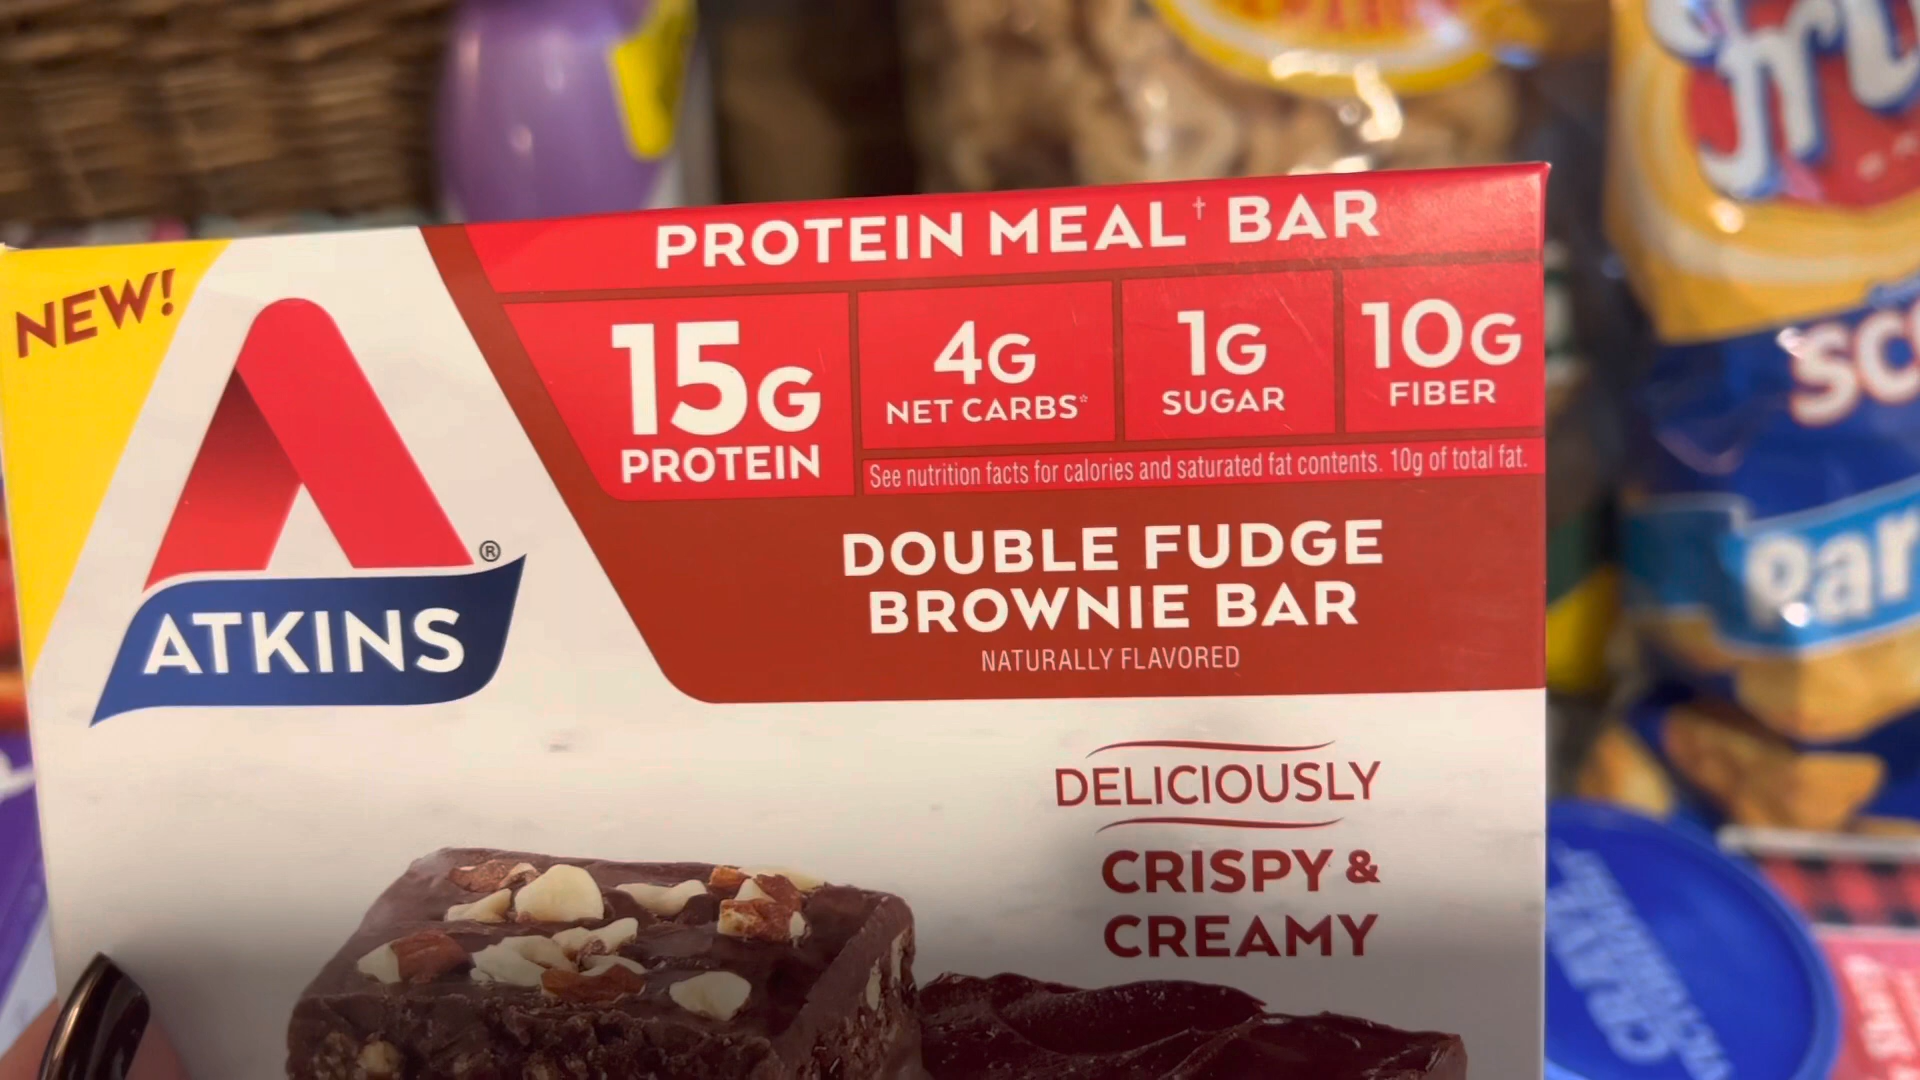 NEW!
ATKINS®
PROTEIN MEAL† BAR
15G
PROTEIN
4G
NET CARBS*
1G
SUGAR
10G
FIBER
See nutrition facts for calories and saturated fat contents. 10g of total fat.
DOUBLE FUDGE
BROWNIE BAR
NATURALLY FLAVORED
DELICIOUSLY
CRISPY &
CREAMY